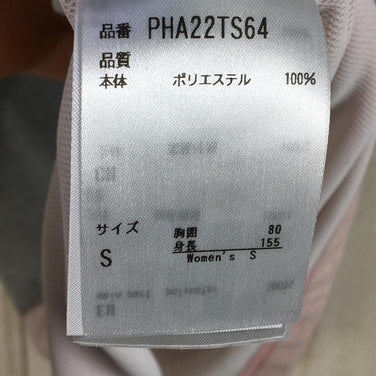 品番 PHA22TS64
品質
本体 ポリエステル 100%
サイズ
S
胸囲 80
身長 155
Women's S